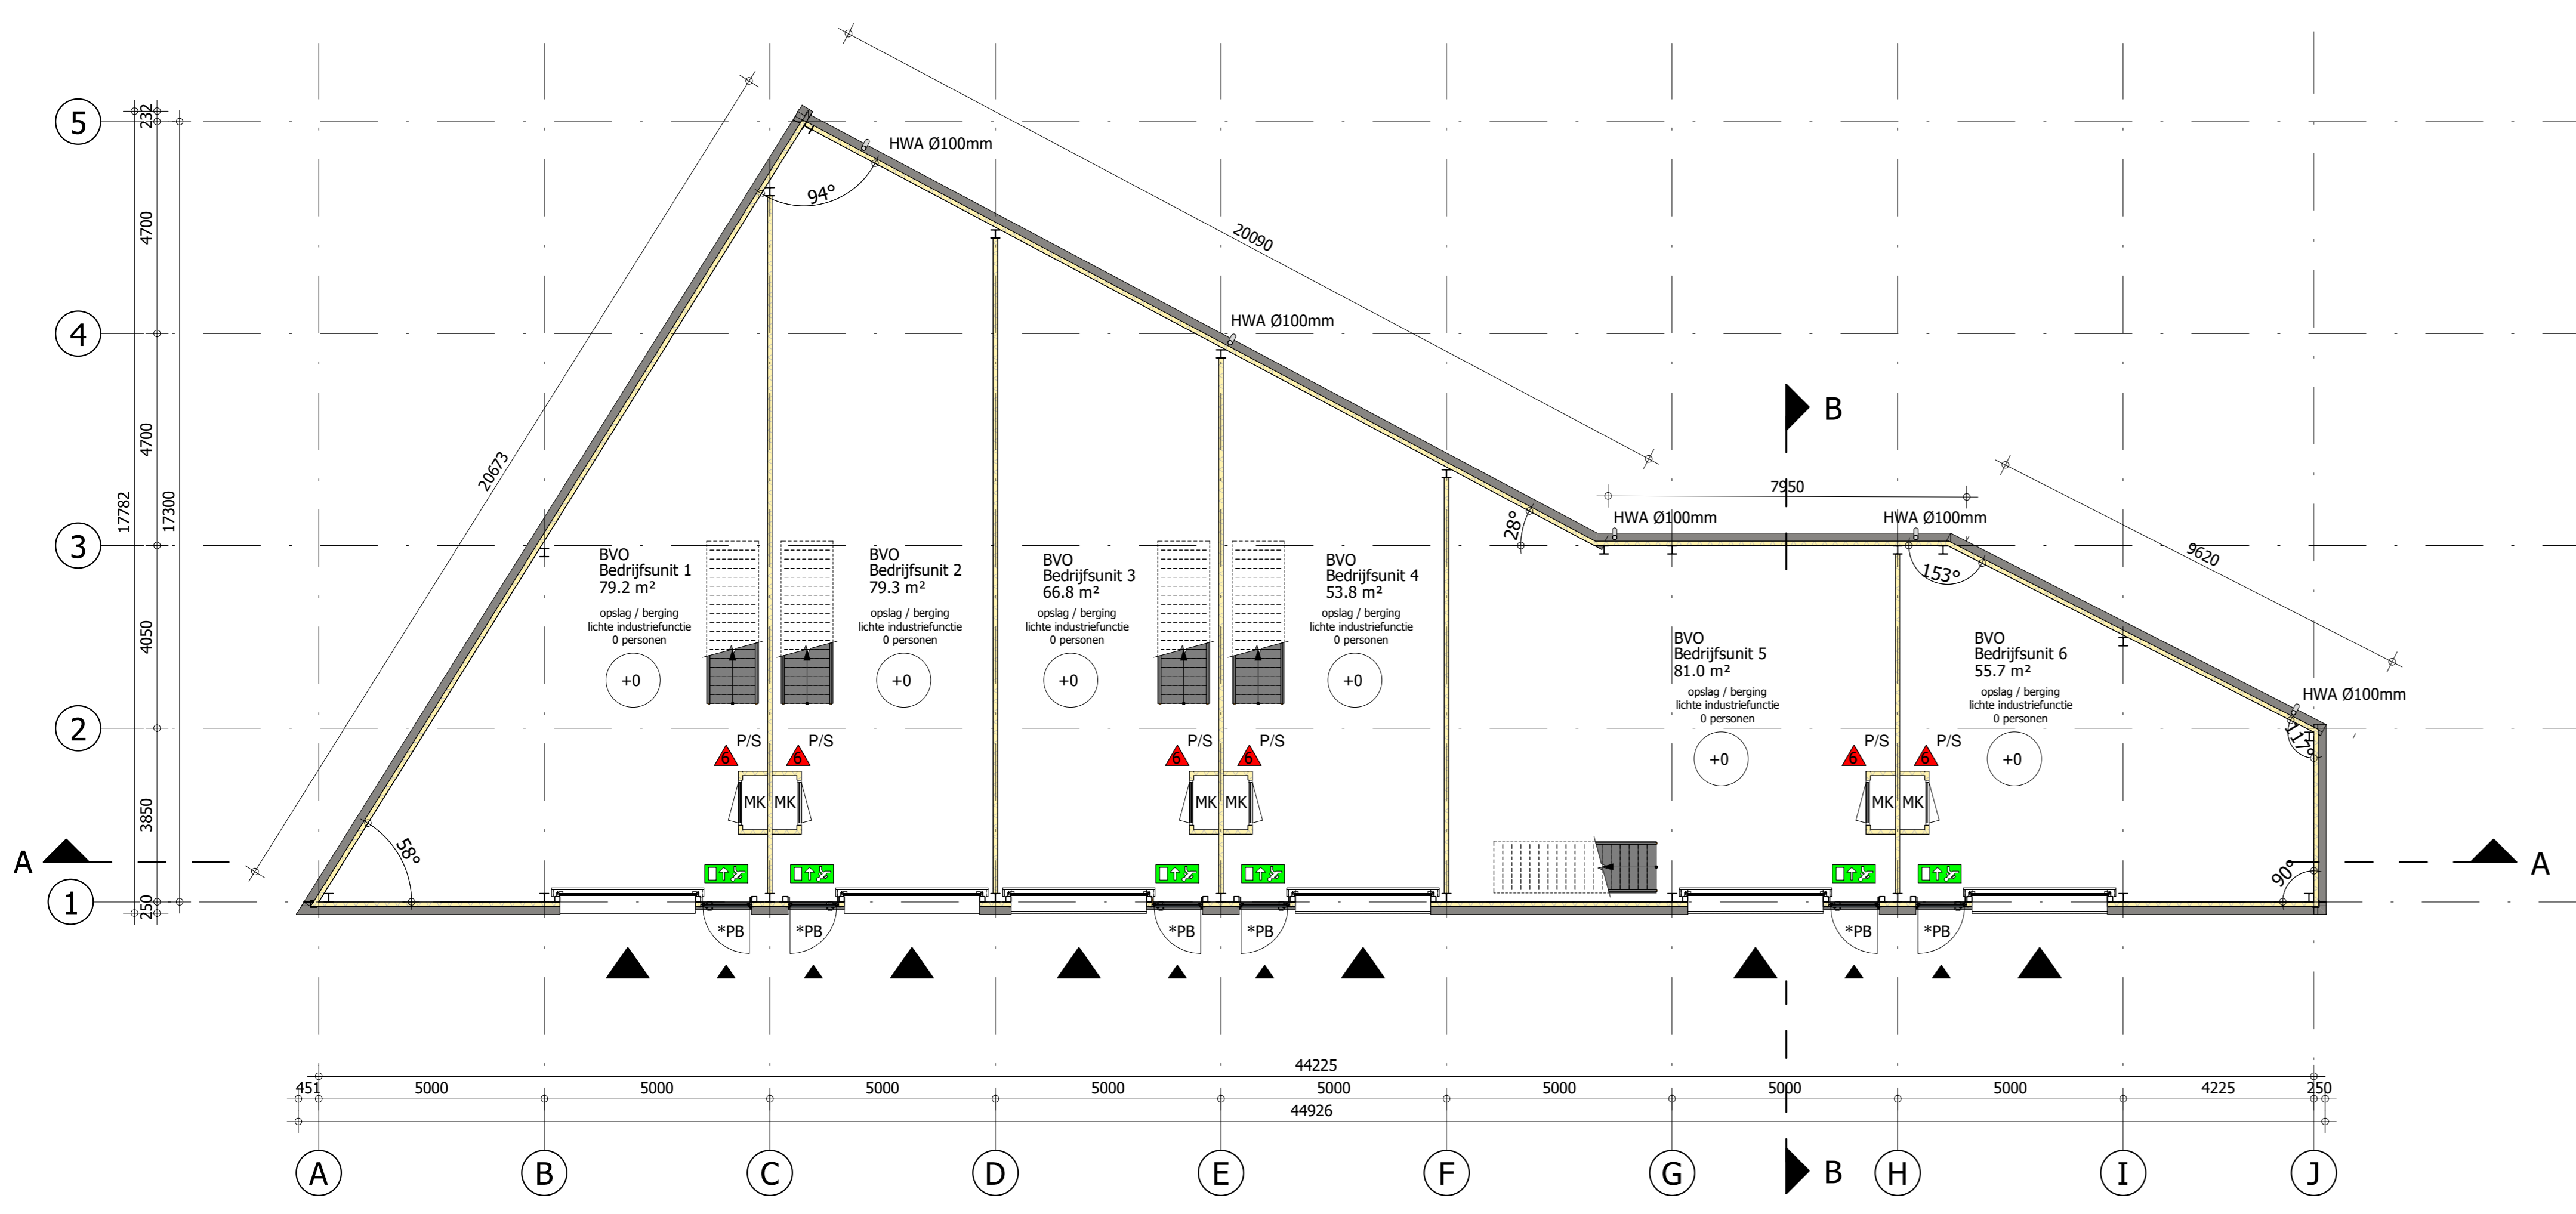 5
4
3
2
1
232
4700
4700
4050
3850
250
17782
17300
20673
20090
7950
9620
94°
28°
153°
117°
58°
90°
HWA Ø100mm
HWA Ø100mm
HWA Ø100mm
HWA Ø100mm
HWA Ø100mm
B
BVO
Bedrijfsunit 1
79.2 m²
opslag / berging
lichte industriefunctie
0 personen
+0
BVO
Bedrijfsunit 2
79.3 m²
opslag / berging
lichte industriefunctie
0 personen
+0
BVO
Bedrijfsunit 3
66.8 m²
opslag / berging
lichte industriefunctie
0 personen
+0
BVO
Bedrijfsunit 4
53.8 m²
opslag / berging
lichte industriefunctie
0 personen
+0
BVO
Bedrijfsunit 5
81.0 m²
opslag / berging
lichte industriefunctie
0 personen
+0
BVO
Bedrijfsunit 6
55.7 m²
opslag / berging
lichte industriefunctie
0 personen
+0
6 P/S
6 P/S
6 P/S
6 P/S
6 P/S
6 P/S
MK MK
MK MK
MK MK
A
A
*PB
*PB
*PB
*PB
*PB
*PB
44225
451 5000 5000 5000 5000 5000 5000 5000 5000 4225 250
44926
A B C D E F G B H I J